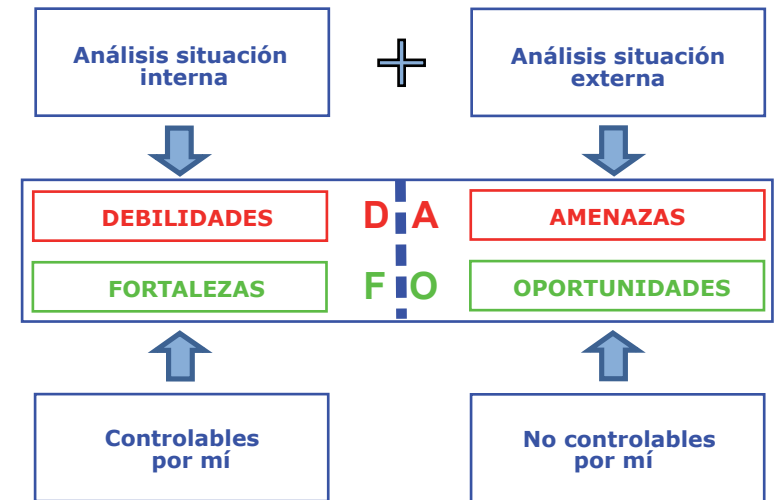 Análisis situación
interna
Análisis situación
externa
DEBILIDADES
D A
AMENAZAS
FORTALEZAS
F O
OPORTUNIDADES
Controlables
por mí
No controlables
por mí